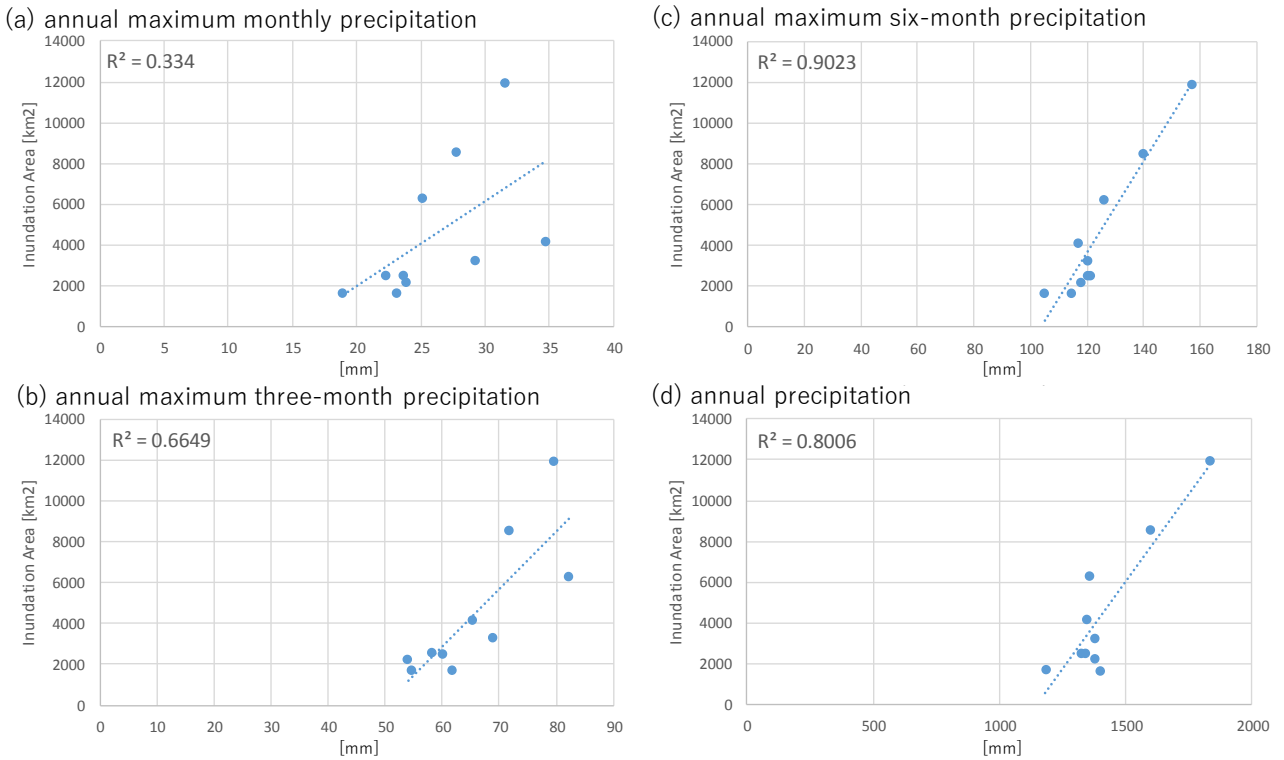 (a) annual maximum monthly precipitation
R² = 0.334
Inundation Area [km2]
14000
12000
10000
8000
6000
4000
2000
0
0 5 10 15 20 25 30 35 40
[mm]
(c) annual maximum six-month precipitation
R² = 0.9023
Inundation Area [km2]
14000
12000
10000
8000
6000
4000
2000
0
0 20 40 60 80 100 120 140 160 180
[mm]
(b) annual maximum three-month precipitation
R² = 0.6649
Inundation Area [km2]
14000
12000
10000
8000
6000
4000
2000
0
0 10 20 30 40 50 60 70 80 90
[mm]
(d) annual precipitation
R² = 0.8006
Inundation Area [km2]
14000
12000
10000
8000
6000
4000
2000
0
0 500 1000 1500 2000
[mm]